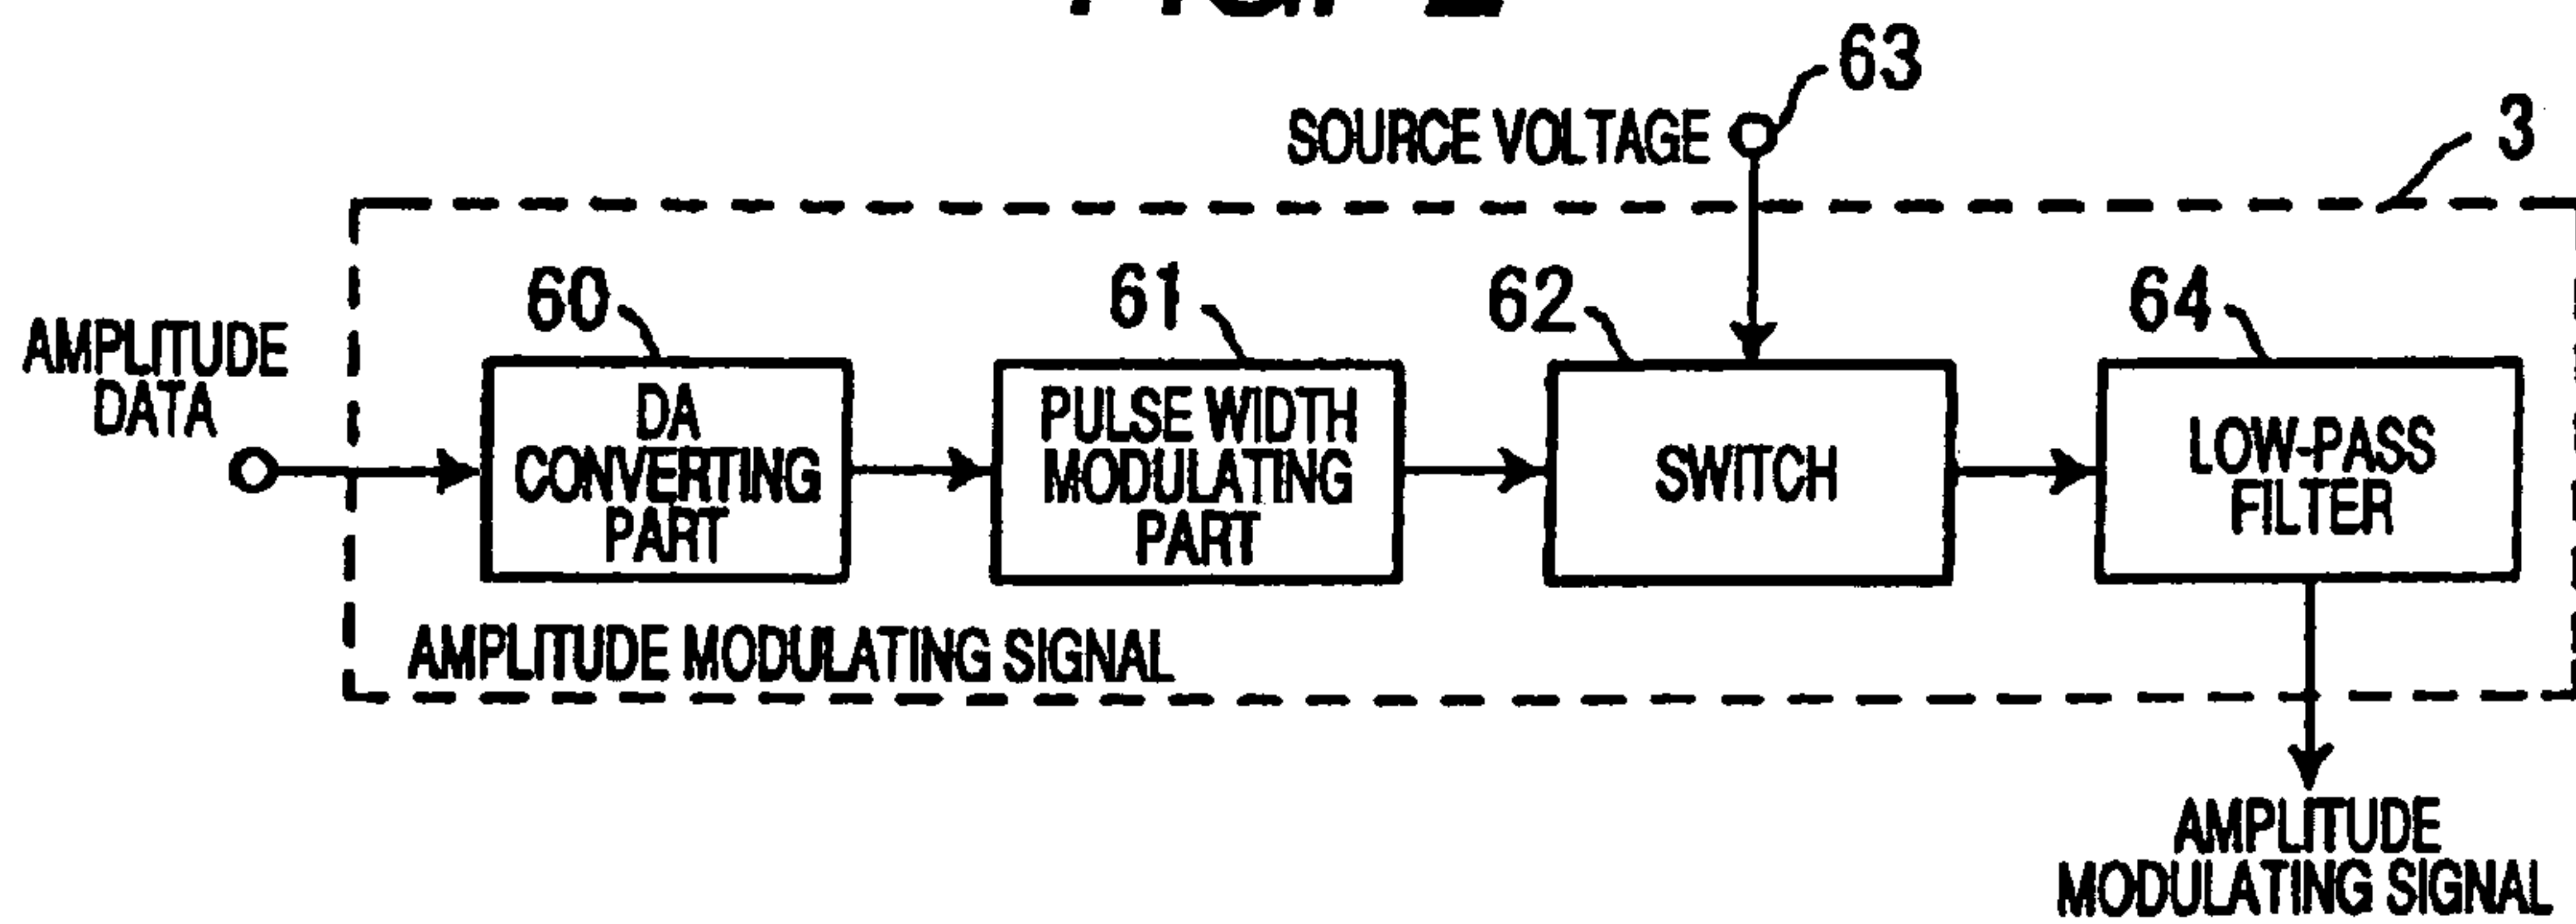 63
SOURCE VOLTAGE
3
60
61
62
64
AMPLITUDE
DATA
DA
CONVERTING
PART
PULSE WIDTH
MODULATING
PART
SWITCH
LOW-PASS
FILTER
AMPLITUDE MODULATING SIGNAL
AMPLITUDE
MODULATING SIGNAL